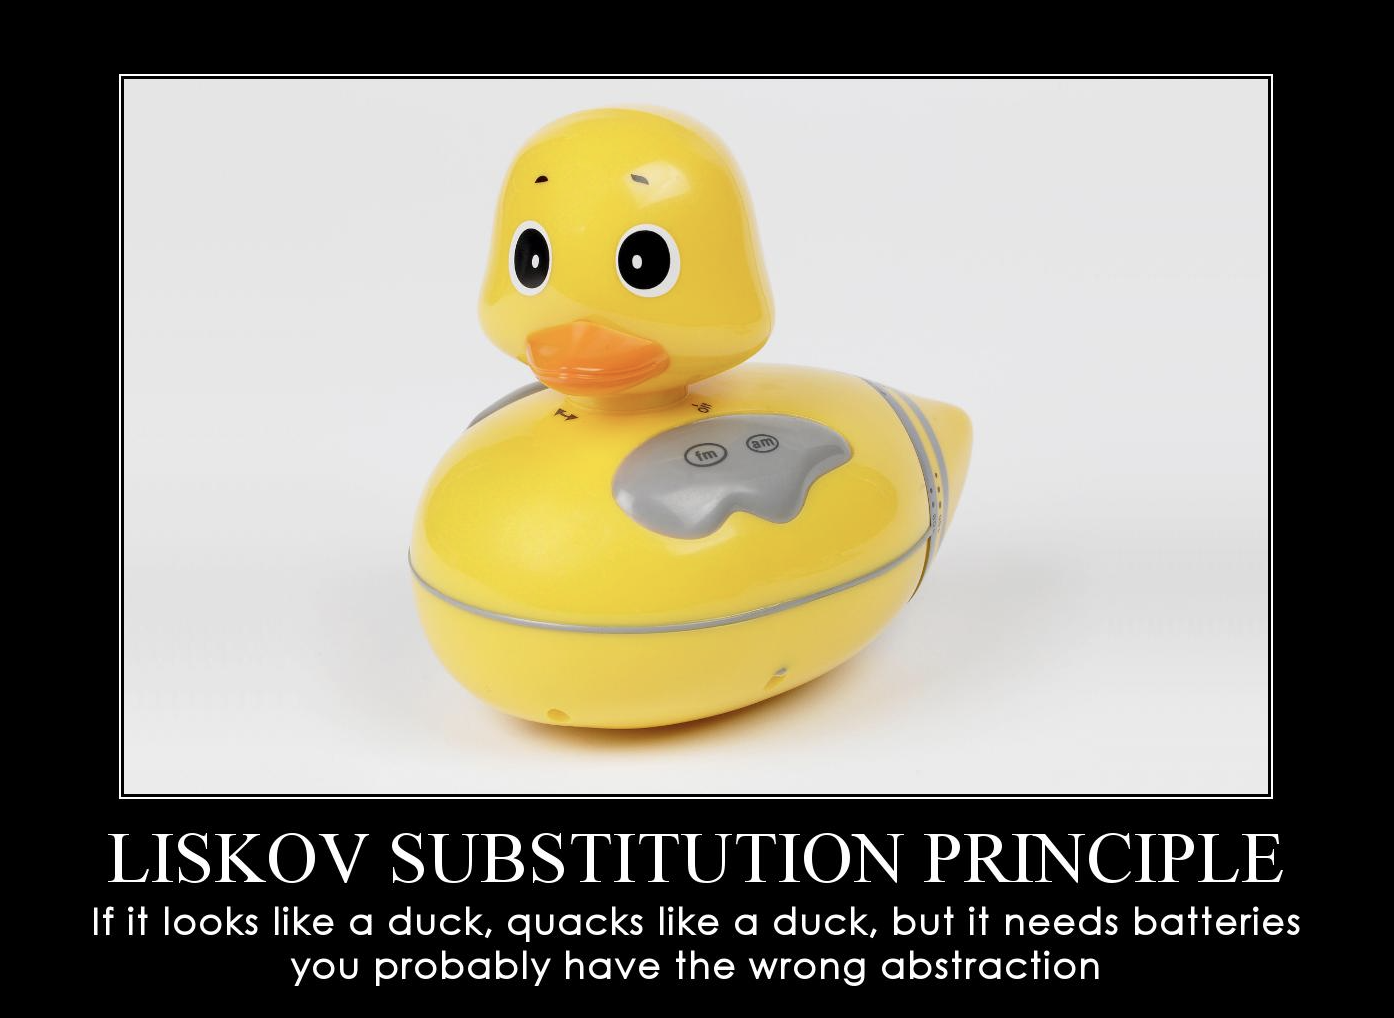 fm am
LISKOV SUBSTITUTION PRINCIPLE
If it looks like a duck, quacks like a duck, but it needs batteries
you probably have the wrong abstraction